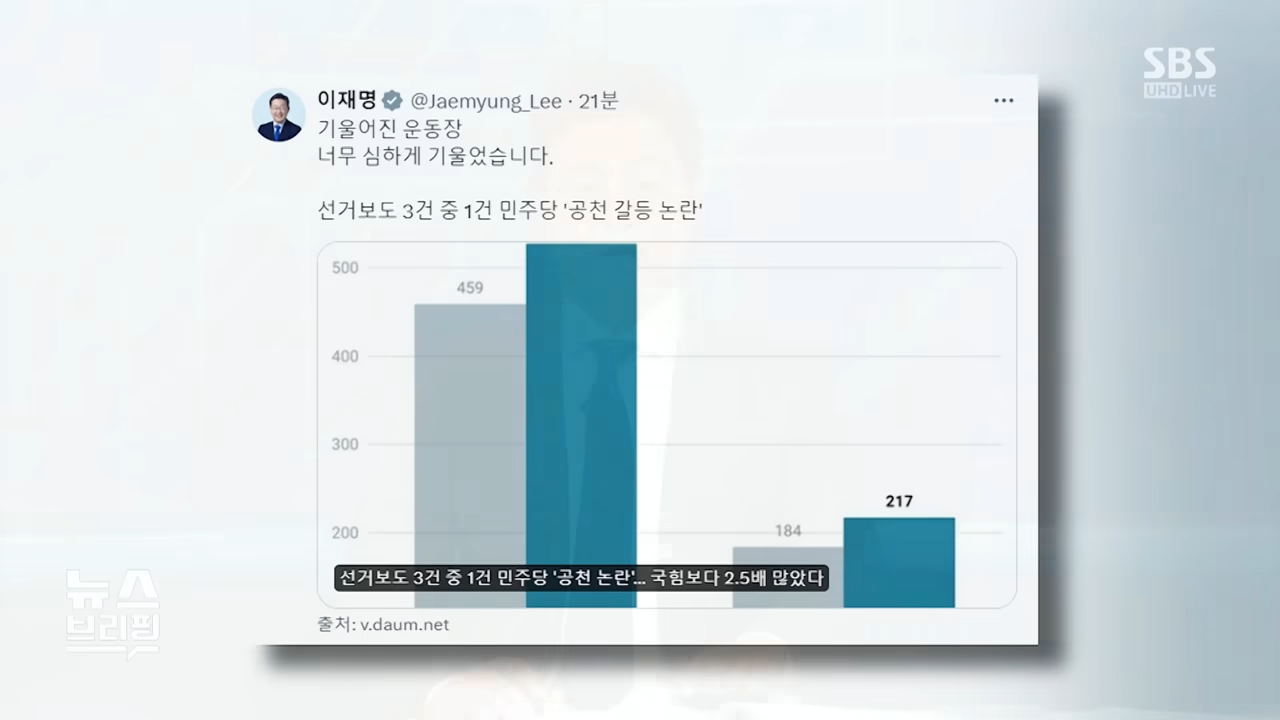 SBS
UHD LIVE
이재명 @Jaemyung_Lee · 21분
기울어진 운동장
너무 심하게 기울었습니다.
선거보도 3건 중 1건 민주당 '공천 갈등 논란'
500
459
400
300
217
184
200
선거보도 3건 중 1건 민주당 '공천 논란'... 국힘보다 2.5배 많았다
출처: v.daum.net
뉴스
브리핑